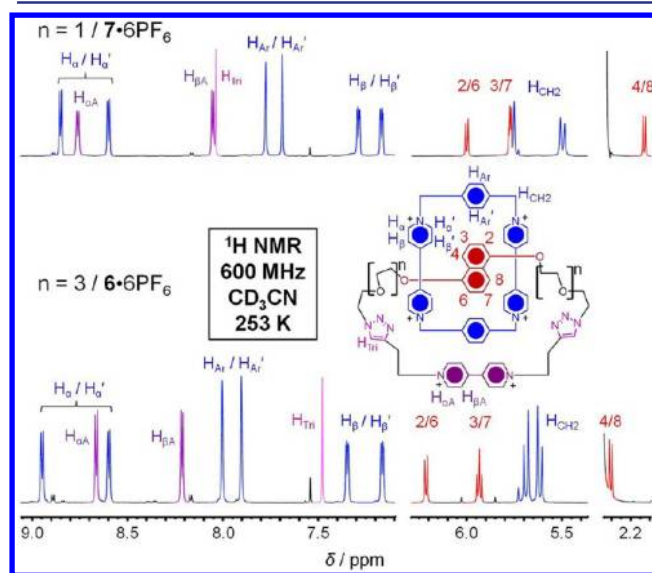 n = 1 / 7•6PF6
Hα / Hα′
HαA
HβA
HTri
HAr / HAr′
Hβ / Hβ′
2/6
3/7
HCH2
4/8
n = 3 / 6•6PF6
1H NMR
600 MHz
CD3CN
253 K
HAr
HCH2
HAr′
N+
N+
Hα
Hα′
Hβ
Hβ′
3
2
4
O
n
n
O
O
O
8
6
7
N+
N+
N=N
N
N
N=N
HTri
N+
N+
HαA
HβA
Hα / Hα′
HαA
HβA
HAr / HAr′
HTri
Hβ / Hβ′
2/6
3/7
HCH2
4/8
9.0 8.5 8.0 7.5 6.0 5.5 2.2
δ / ppm